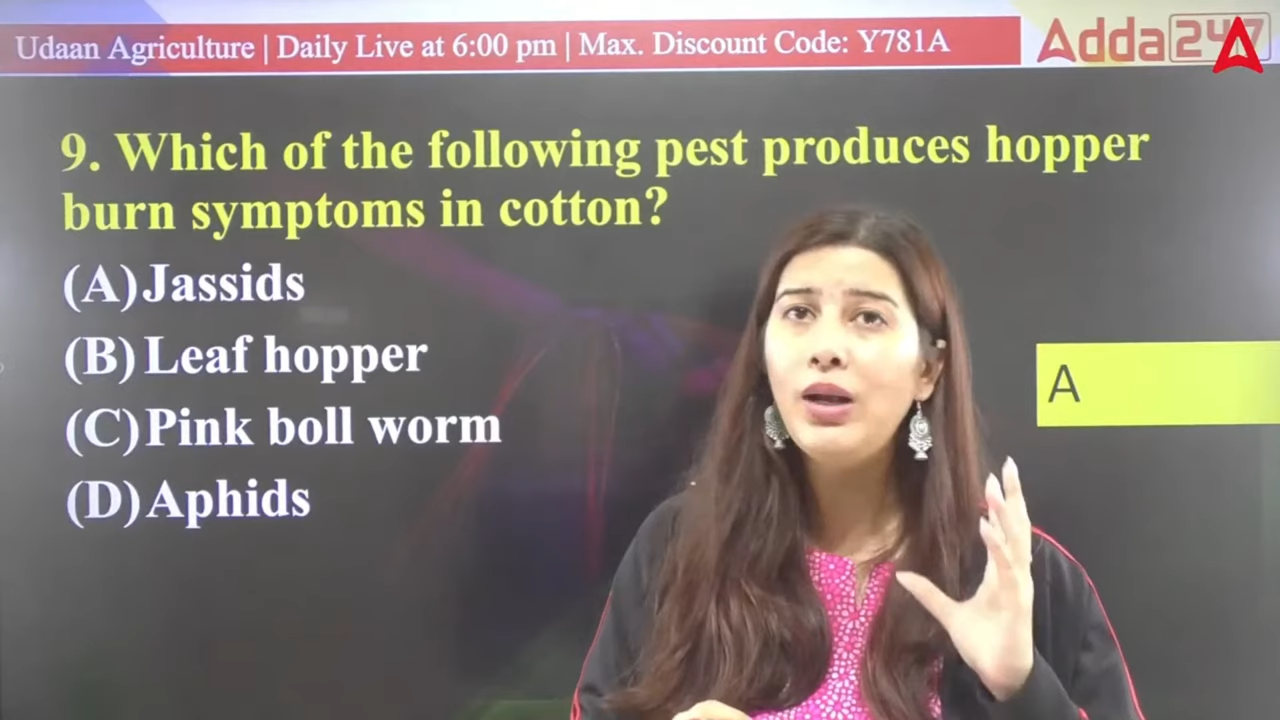 Udaan Agriculture | Daily Live at 6:00 pm | Max. Discount Code: Y781A
Adda247
9. Which of the following pest produces hopper
burn symptoms in cotton?
(A) Jassids
(B) Leaf hopper
(C) Pink boll worm
(D) Aphids
A